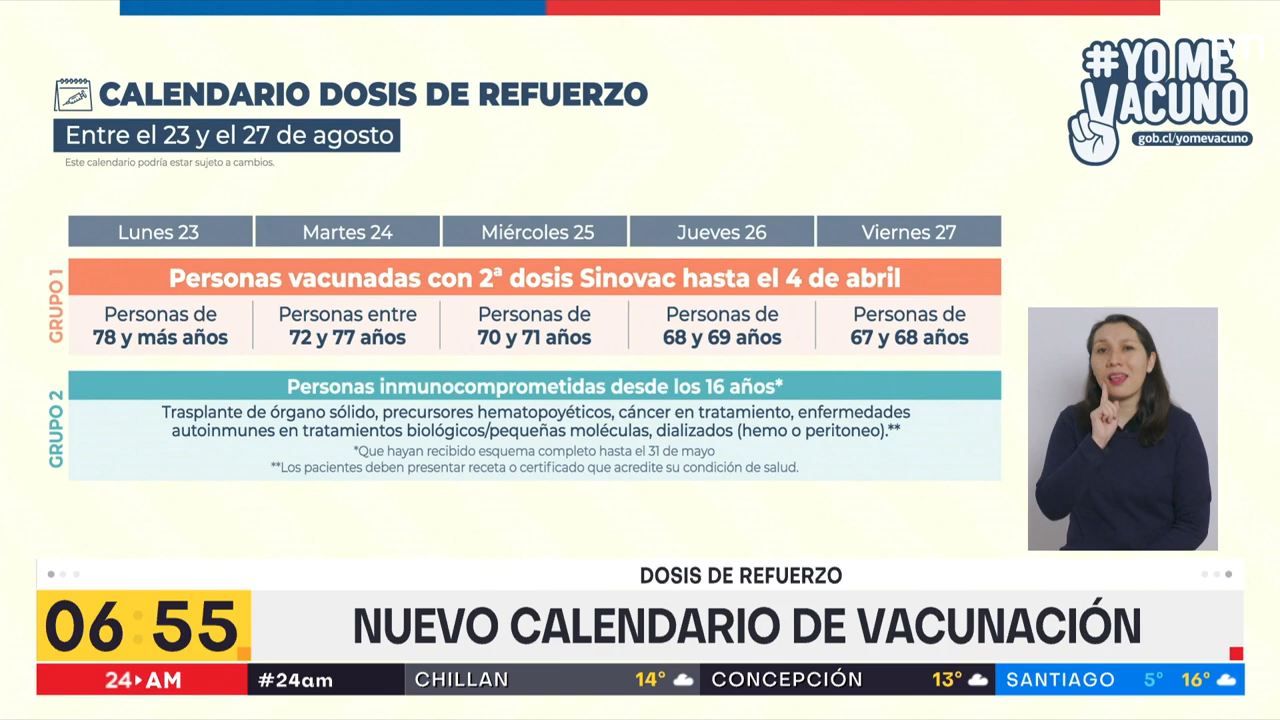 #YO ME
VACUNO
gob.cl/yomevacuno
CALENDARIO DOSIS DE REFUERZO
Entre el 23 y el 27 de agosto
Este calendario podría estar sujeto a cambios.
Lunes 23 Martes 24 Miércoles 25 Jueves 26 Viernes 27
GRUPO 1
Personas vacunadas con 2ª dosis Sinovac hasta el 4 de abril
Personas de Personas entre Personas de Personas de Personas de
78 y más años 72 y 77 años 70 y 71 años 68 y 69 años 67 y 68 años
GRUPO 2
Personas inmunocomprometidas desde los 16 años*
Trasplante de órgano sólido, precursores hematopoyéticos, cáncer en tratamiento, enfermedades
autoinmunes en tratamientos biológicos/pequeñas moléculas, dializados (hemo o peritoneo).**
*Que hayan recibido esquema completo hasta el 31 de mayo
**Los pacientes deben presentar receta o certificado que acredite su condición de salud.
DOSIS DE REFUERZO
06:55 NUEVO CALENDARIO DE VACUNACIÓN
24 AM #24am CHILLAN 14° CONCEPCIÓN 13° SANTIAGO 5° 16°